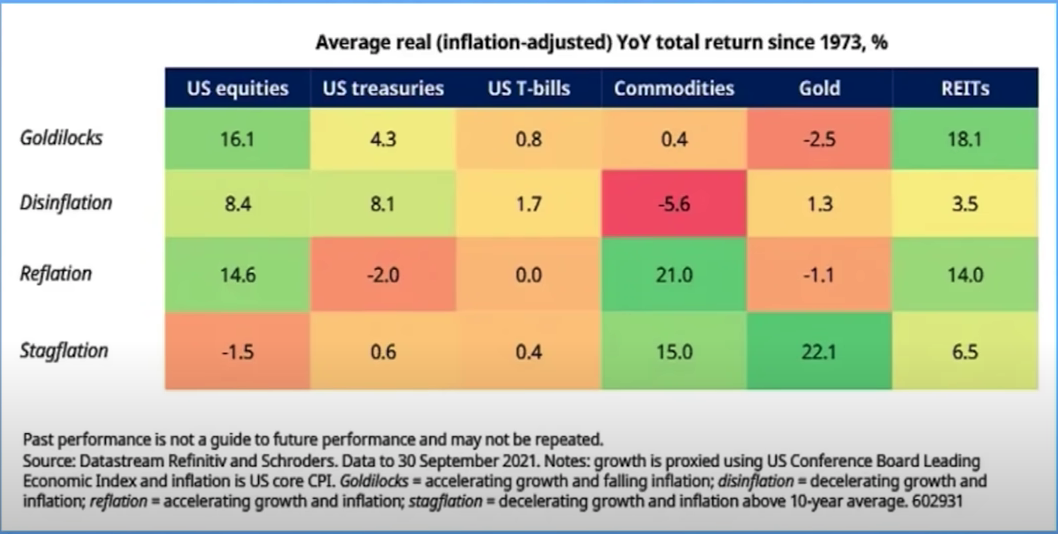 Average real (inflation-adjusted) YoY total return since 1973, %
US equities US treasuries US T-bills Commodities Gold REITs
Goldilocks 16.1 4.3 0.8 0.4 -2.5 18.1
Disinflation 8.4 8.1 1.7 -5.6 1.3 3.5
Reflation 14.6 -2.0 0.0 21.0 -1.1 14.0
Stagflation -1.5 0.6 0.4 15.0 22.1 6.5
Past performance is not a guide to future performance and may not be repeated.
Source: Datastream Refinitiv and Schroders. Data to 30 September 2021. Notes: growth is proxied using US Conference Board Leading
Economic Index and inflation is US core CPI. Goldilocks = accelerating growth and falling inflation; disinflation = decelerating growth and
inflation; reflation = accelerating growth and inflation; stagflation = decelerating growth and inflation above 10-year average. 602931